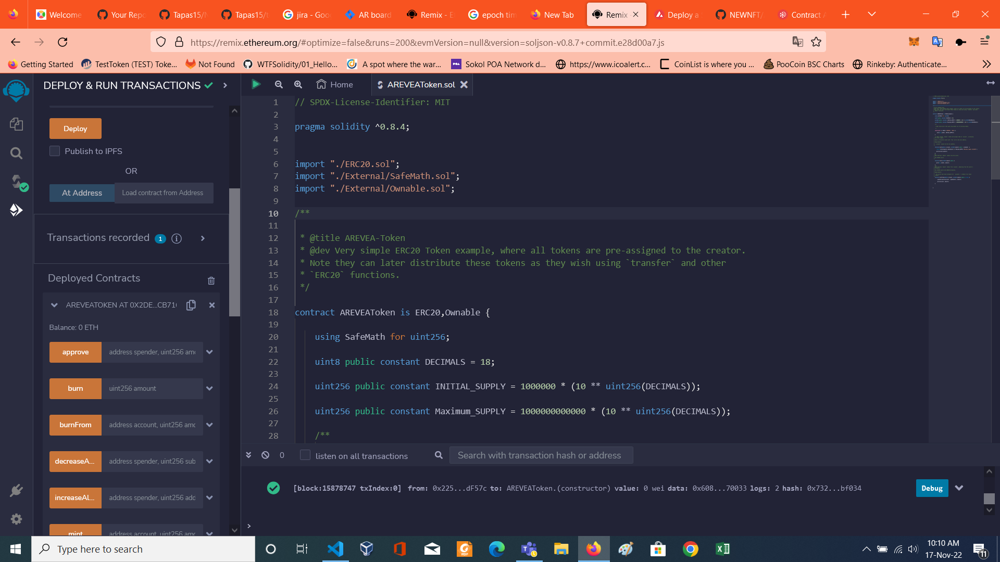 Welcome
Your Rep
Tapas15/
Tapas15/
jira - Goo
AR board
Remix - E
epoch tim
New Tab
Remix -
Deploy a
NEWNFT/
Contract A
https://remix.ethereum.org/#optimize=false&runs=200&evmVersion=null&version=soljson-v0.8.7+commit.e28d00a7.js
Getting Started
TestToken (TEST) Toke...
Not Found
WTFSolidity/01_Hello...
A spot where the war...
Sokol POA Network d...
https://www.icoalert.c...
CoinList is where you ...
PooCoin BSC Charts
Rinkeby: Authenticate...
DEPLOY & RUN TRANSACTIONS
Deploy
Publish to IPFS
OR
At Address
Load contract from Address
Transactions recorded 1
Deployed Contracts
AREVEATOKEN AT 0X2DE...CB71
Balance: 0 ETH
approve
address spender, uint256 am
burn
uint256 amount
burnFrom
address account, uint256 amo
decreaseA...
address spender, uint256 sub
increaseAl...
address spender, uint256 add
mint
address account, uint256 amo
Home
AREVEAToken.sol
1 // SPDX-License-Identifier: MIT
2
3 pragma solidity ^0.8.4;
4
5
6 import "./ERC20.sol";
7 import "./External/SafeMath.sol";
8 import "./External/Ownable.sol";
9
10 /**
11
12 * @title AREVEA-Token
13 * @dev Very simple ERC20 Token example, where all tokens are pre-assigned to the creator.
14 * Note they can later distribute these tokens as they wish using `transfer` and other
15 * `ERC20` functions.
16 */
17
18 contract AREVEAToken is ERC20,Ownable {
19
20 using SafeMath for uint256;
21
22 uint8 public constant DECIMALS = 18;
23
24 uint256 public constant INITIAL_SUPPLY = 1000000 * (10 ** uint256(DECIMALS));
25
26 uint256 public constant Maximum_SUPPLY = 1000000000000 * (10 ** uint256(DECIMALS));
27
28 /**
0
listen on all transactions
Search with transaction hash or address
[block:15878747 txIndex:0] from: 0x225...dF57c to: AREVEAToken.(constructor) value: 0 wei data: 0x608...70033 logs: 2 hash: 0x732...bf034
Debug
>
Type here to search
10:10 AM
17-Nov-22
11